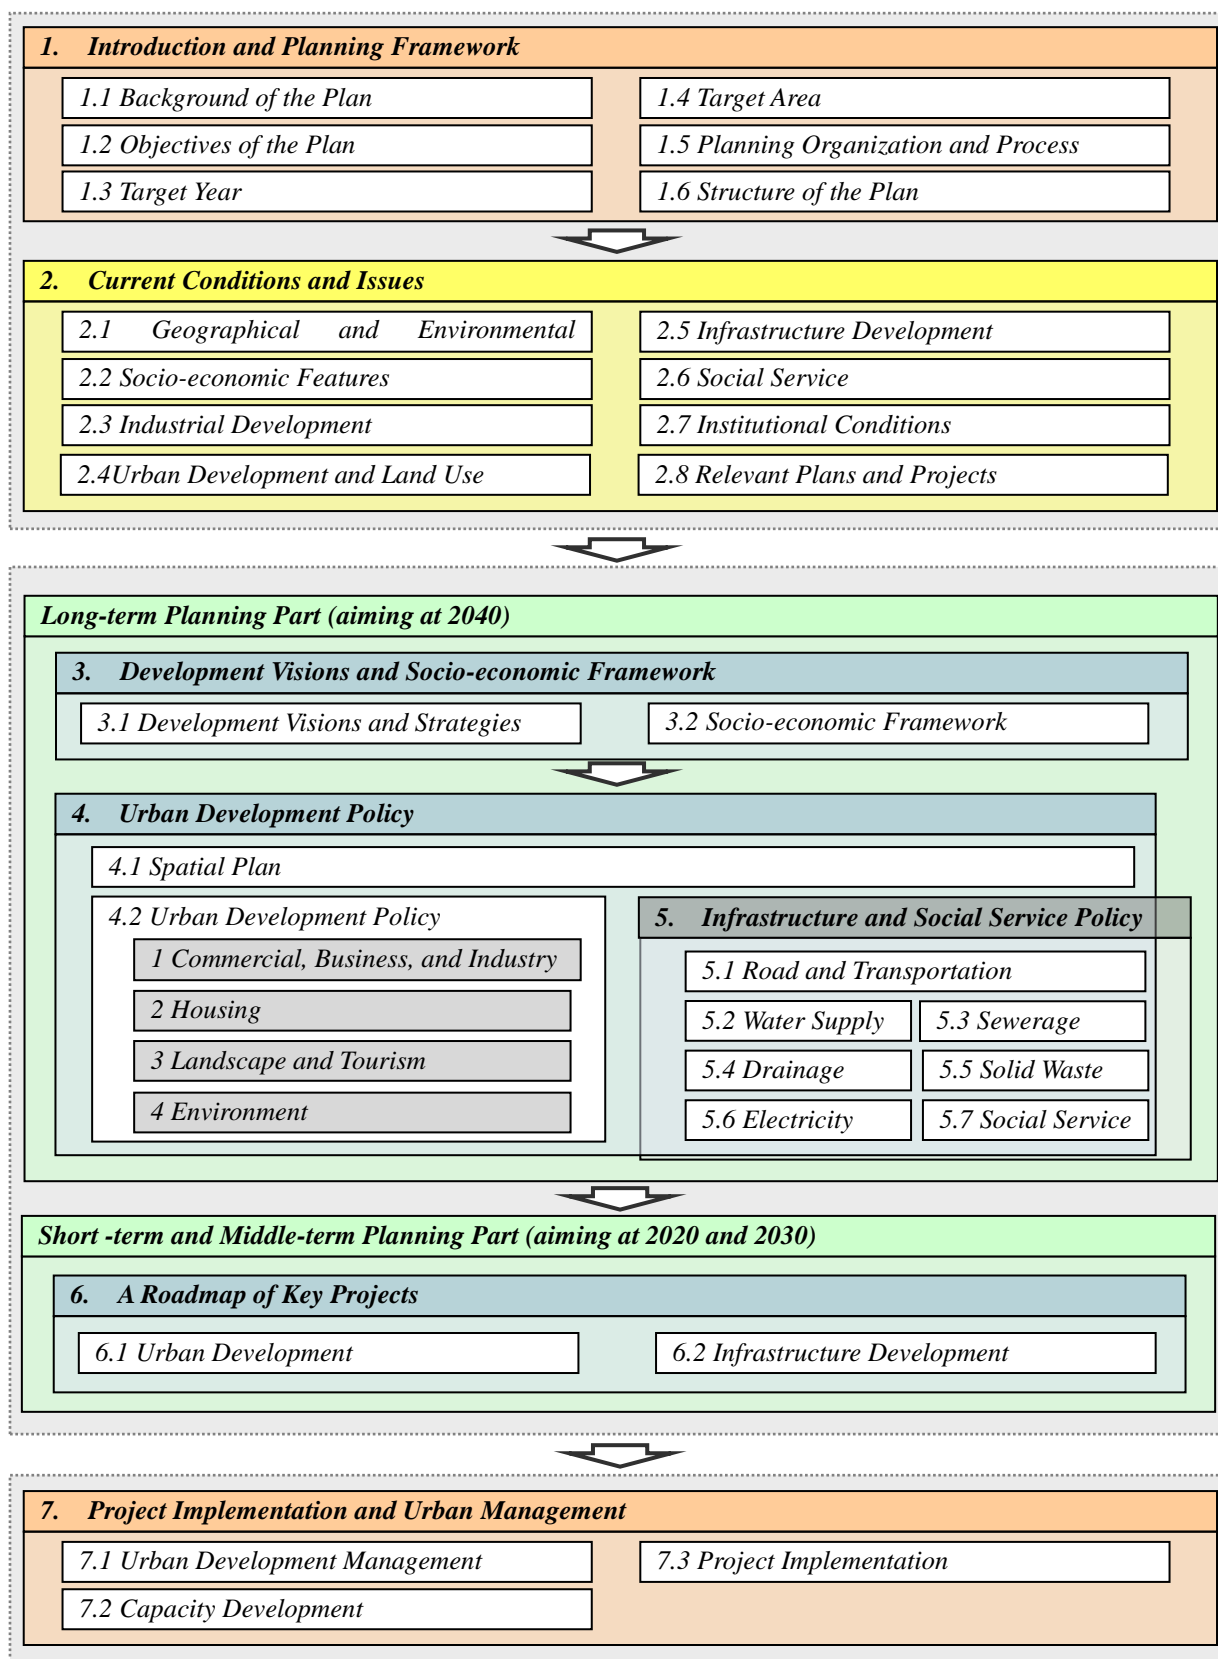 1. Introduction and Planning Framework
1.1 Background of the Plan
1.2 Objectives of the Plan
1.3 Target Year
1.4 Target Area
1.5 Planning Organization and Process
1.6 Structure of the Plan
2. Current Conditions and Issues
2.1 Geographical and Environmental
2.2 Socio-economic Features
2.3 Industrial Development
2.4Urban Development and Land Use
2.5 Infrastructure Development
2.6 Social Service
2.7 Institutional Conditions
2.8 Relevant Plans and Projects
Long-term Planning Part (aiming at 2040)
3. Development Visions and Socio-economic Framework
3.1 Development Visions and Strategies
3.2 Socio-economic Framework
4. Urban Development Policy
4.1 Spatial Plan
4.2 Urban Development Policy
1 Commercial, Business, and Industry
2 Housing
3 Landscape and Tourism
4 Environment
5. Infrastructure and Social Service Policy
5.1 Road and Transportation
5.2 Water Supply
5.3 Sewerage
5.4 Drainage
5.5 Solid Waste
5.6 Electricity
5.7 Social Service
Short -term and Middle-term Planning Part (aiming at 2020 and 2030)
6. A Roadmap of Key Projects
6.1 Urban Development
6.2 Infrastructure Development
7. Project Implementation and Urban Management
7.1 Urban Development Management
7.2 Capacity Development
7.3 Project Implementation